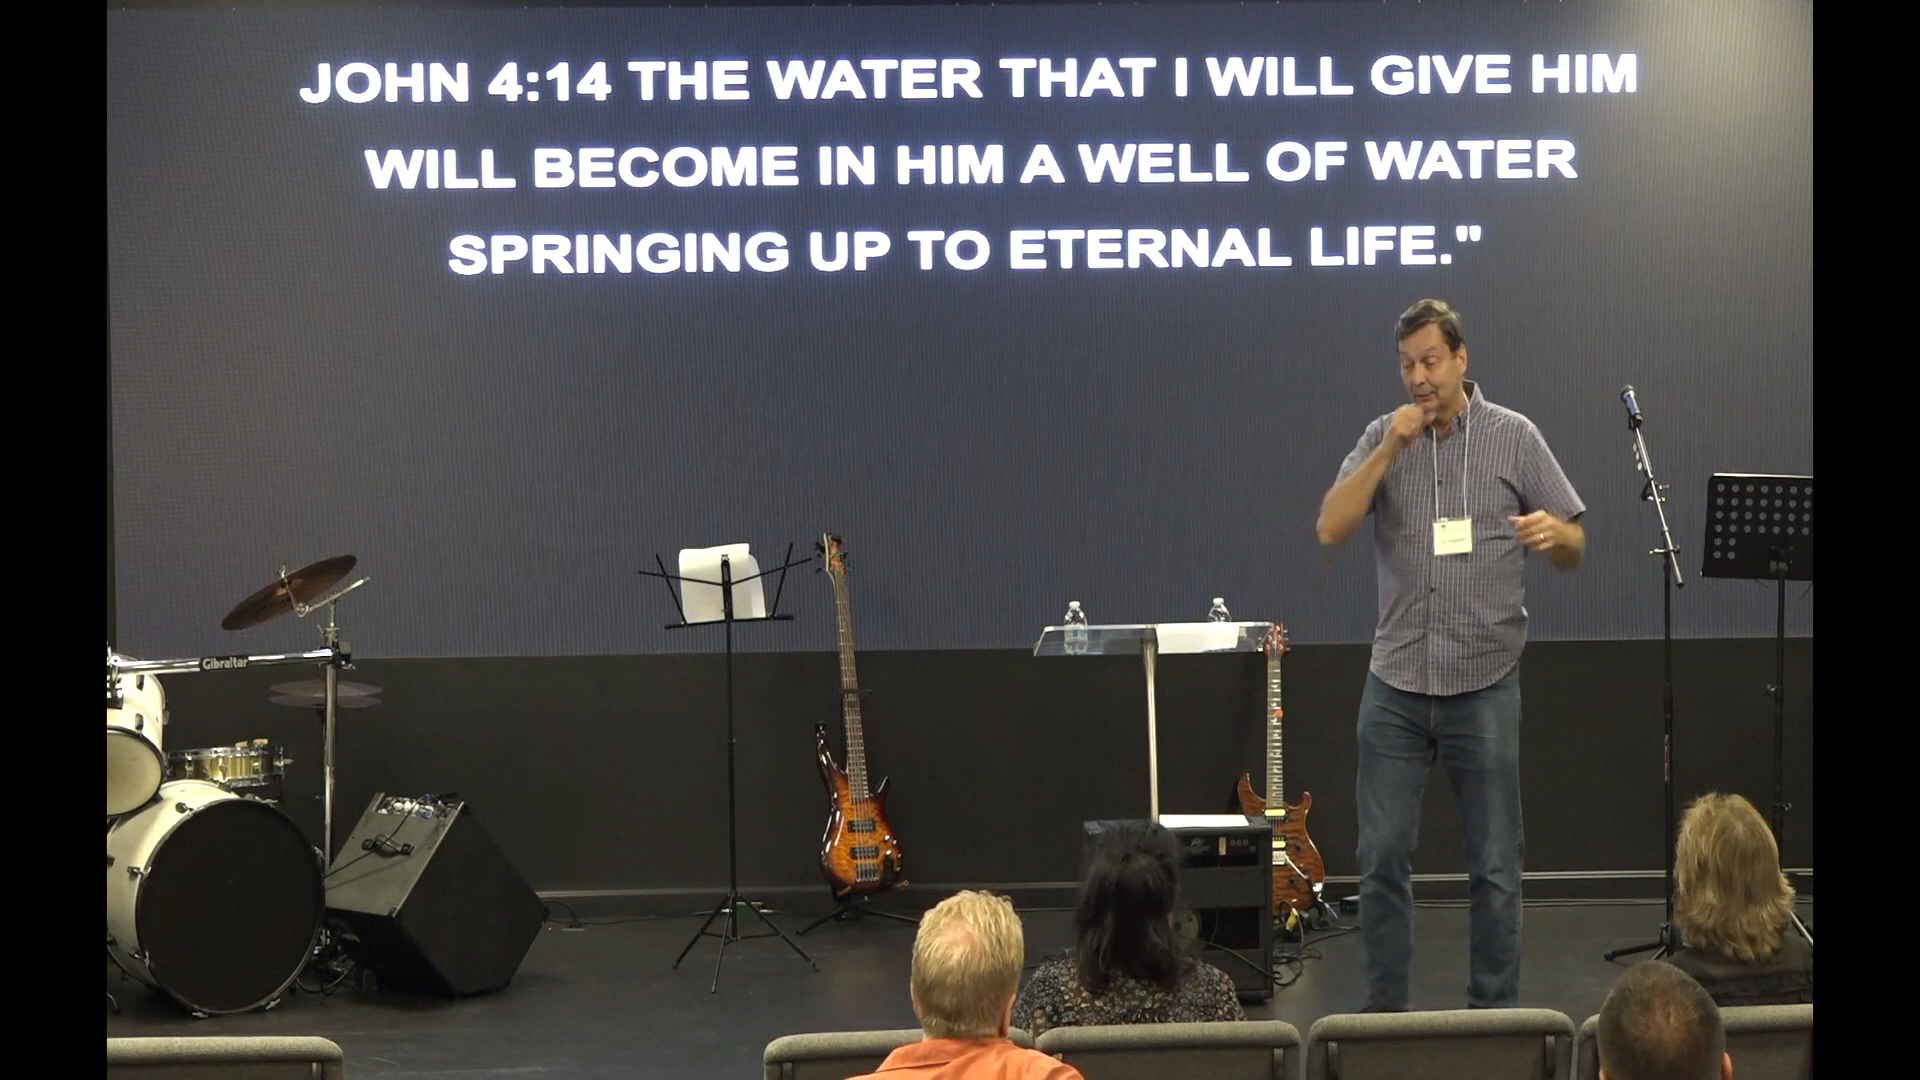 JOHN 4:14 THE WATER THAT I WILL GIVE HIM
WILL BECOME IN HIM A WELL OF WATER
SPRINGING UP TO ETERNAL LIFE."
Gibraltar